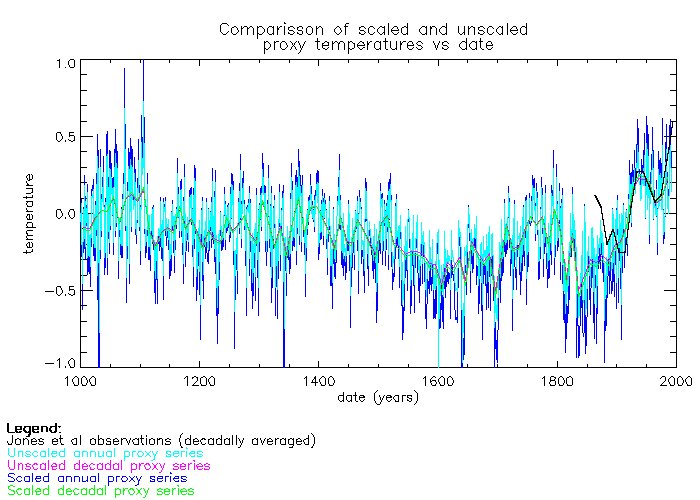 Comparisson of scaled and unscaled
proxy temperatures vs date
1.0
0.5
0.0
-0.5
-1.0
temperature
1000 1200 1400 1600 1800 2000
date (years)
Legend:
Jones et al observations (decadally averaged)
Unscaled annual proxy series
Unscaled decadal proxy series
Scaled annual proxy series
Scaled decadal proxy series